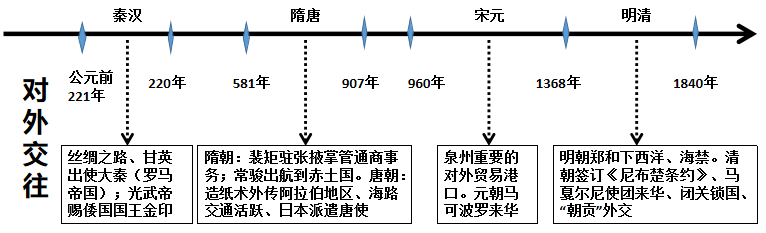 秦汉
隋唐
宋元
明清
公元前
221年
220年
581年
907年
960年
1368年
1840年
对外交往
丝绸之路、甘英
出使大秦（罗马
帝国）；光武帝
赐倭国国王金印
隋朝：裴矩驻张掖掌管通商事
务；常骏出航到赤土国。唐朝：
造纸术外传阿拉伯地区、海路
交通活跃、日本派遣唐使
泉州重要的
对外贸易港
口。元朝马
可波罗来华
明朝郑和下西洋、海禁。清
朝签订《尼布楚条约》、马
戛尔尼使团来华、闭关锁国、
“朝贡”外交